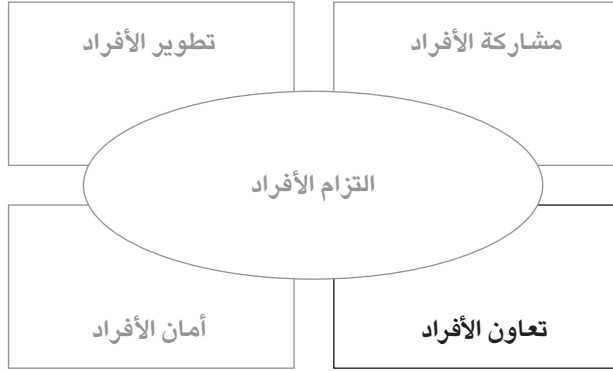 مشاركة الأفراد
تطوير الأفراد
التزام الأفراد
تعاون الأفراد
أمان الأفراد